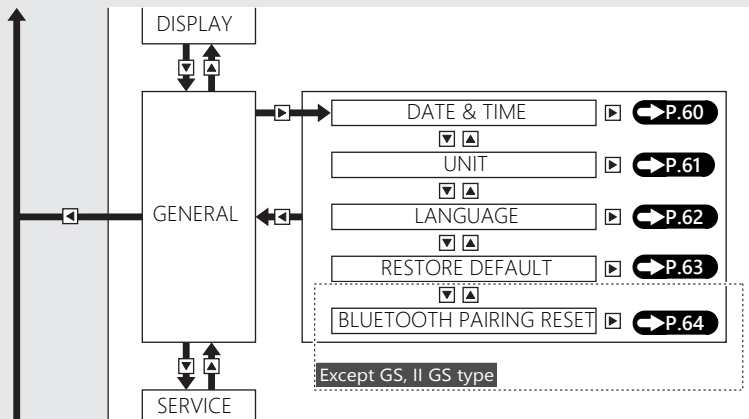 DISPLAY
DATE & TIME P.60
UNIT P.61
GENERAL LANGUAGE P.62
RESTORE DEFAULT P.63
BLUETOOTH PAIRING RESET P.64
Except GS, II GS type
SERVICE